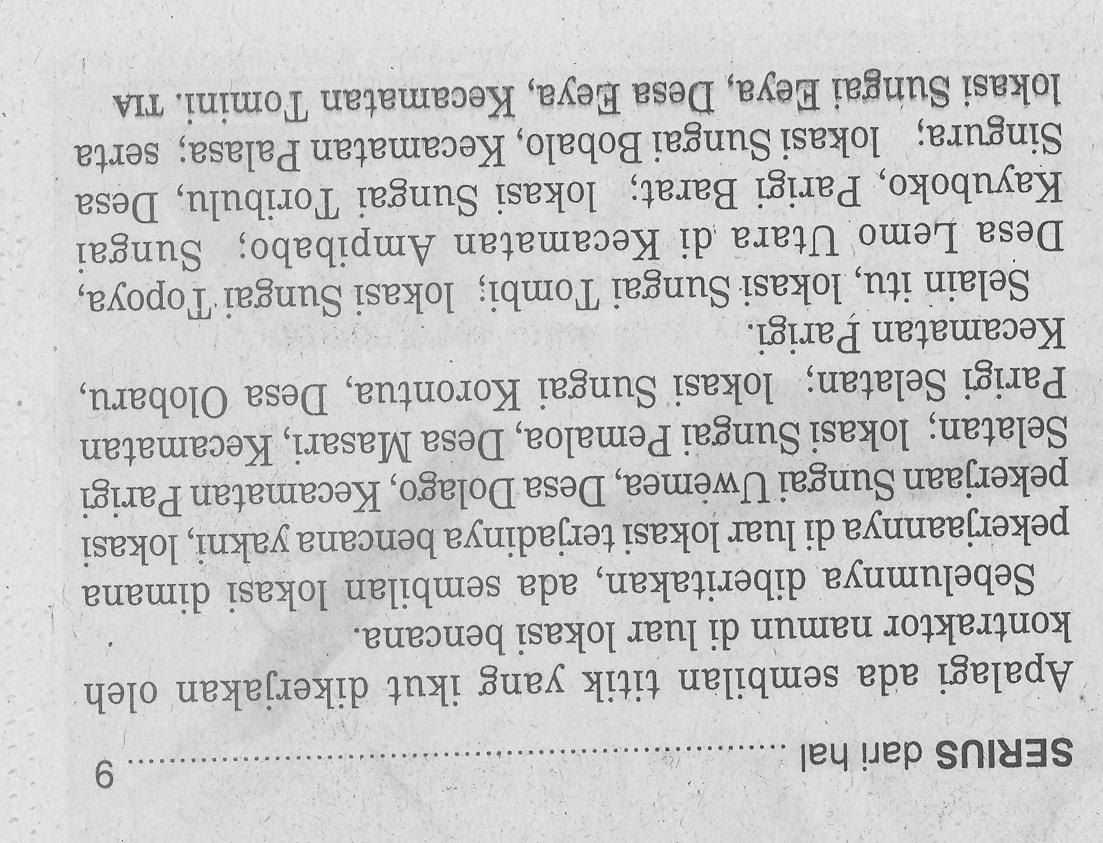 SERIUS dari hal ........................................................ 9
Apalagi ada sembilan titik yang ikut dikerjakan oleh
kontraktor namun di luar lokasi bencana.
Sebelumnya diberitakan, ada sembilan lokasi dimana
pekerjaannya di luar lokasi terjadinya bencana yakni, lokasi
pekerjaan Sungai Uwemea, Desa Dolago, Kecamatan Parigi
Selatan; lokasi Sungai Pemaloa, Desa Masari, Kecamatan
Parigi Selatan; lokasi Sungai Korontua, Desa Olobaru,
Kecamatan Parigi.
Selain itu, lokasi Sungai Tombi; lokasi Sungai Topoya,
Desa Lemo Utara di Kecamatan Ampibabo; Sungai
Kayuboko, Parigi Barat; lokasi Sungai Toribulu, Desa
Singura; lokasi Sungai Bobalo, Kecamatan Palasa; serta
lokasi Sungai Eeya, Desa Eeya, Kecamatan Tomini. TIA